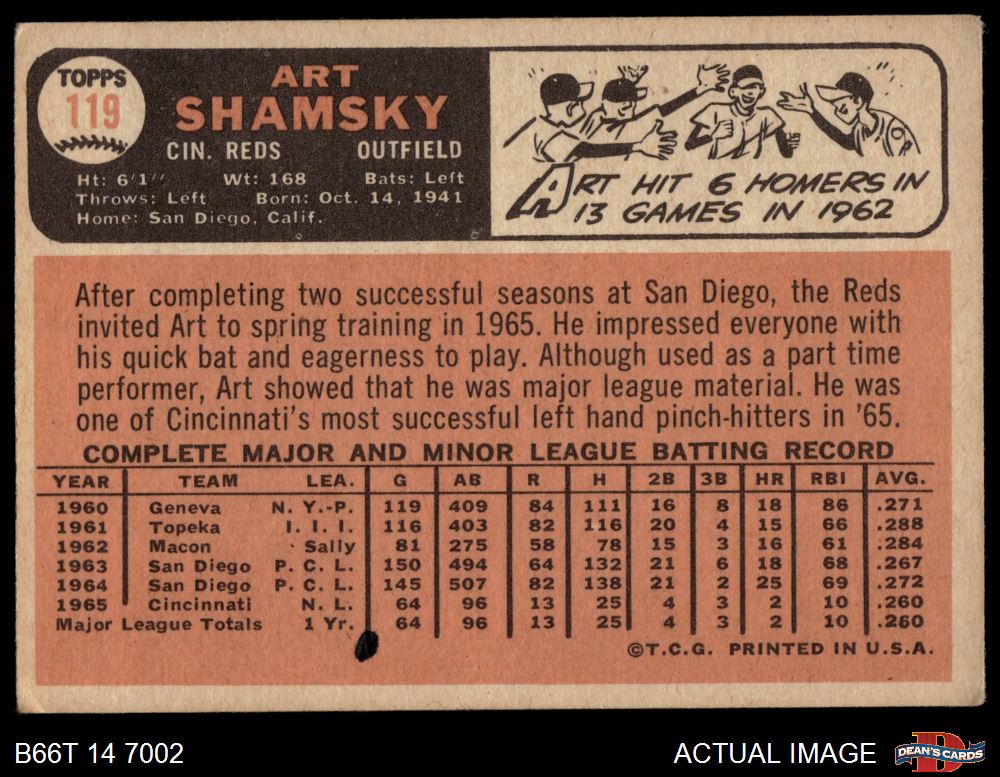 TOPPS
119
ART
SHAMSKY
CIN. REDS OUTFIELD
Ht: 6'1" Wt: 168 Bats: Left
Throws: Left Born: Oct. 14, 1941
Home: San Diego, Calif.
ART HIT 6 HOMERS IN
13 GAMES IN 1962
After completing two successful seasons at San Diego, the Reds
invited Art to spring training in 1965. He impressed everyone with
his quick bat and eagerness to play. Although used as a part time
performer, Art showed that he was major league material. He was
one of Cincinnati's most successful left hand pinch-hitters in '65.
COMPLETE MAJOR AND MINOR LEAGUE BATTING RECORD
YEAR TEAM LEA. G AB R H 2B 3B HR RBI AVG.
1960 Geneva N. Y.-P. 119 409 84 111 16 8 18 86 .271
1961 Topeka I. I. I. 116 403 82 116 20 4 15 66 .288
1962 Macon Sally 81 275 58 78 15 3 16 61 .284
1963 San Diego P. C. L. 150 494 64 132 21 6 18 68 .267
1964 San Diego P. C. L. 145 507 82 138 21 2 25 69 .272
1965 Cincinnati N. L. 64 96 13 25 4 3 2 10 .260
Major League Totals 1 Yr. 64 96 13 25 4 3 2 10 .260
©T.C.G. PRINTED IN U.S.A.
B66T 14 7002 ACTUAL IMAGE DEAN'S CARDS